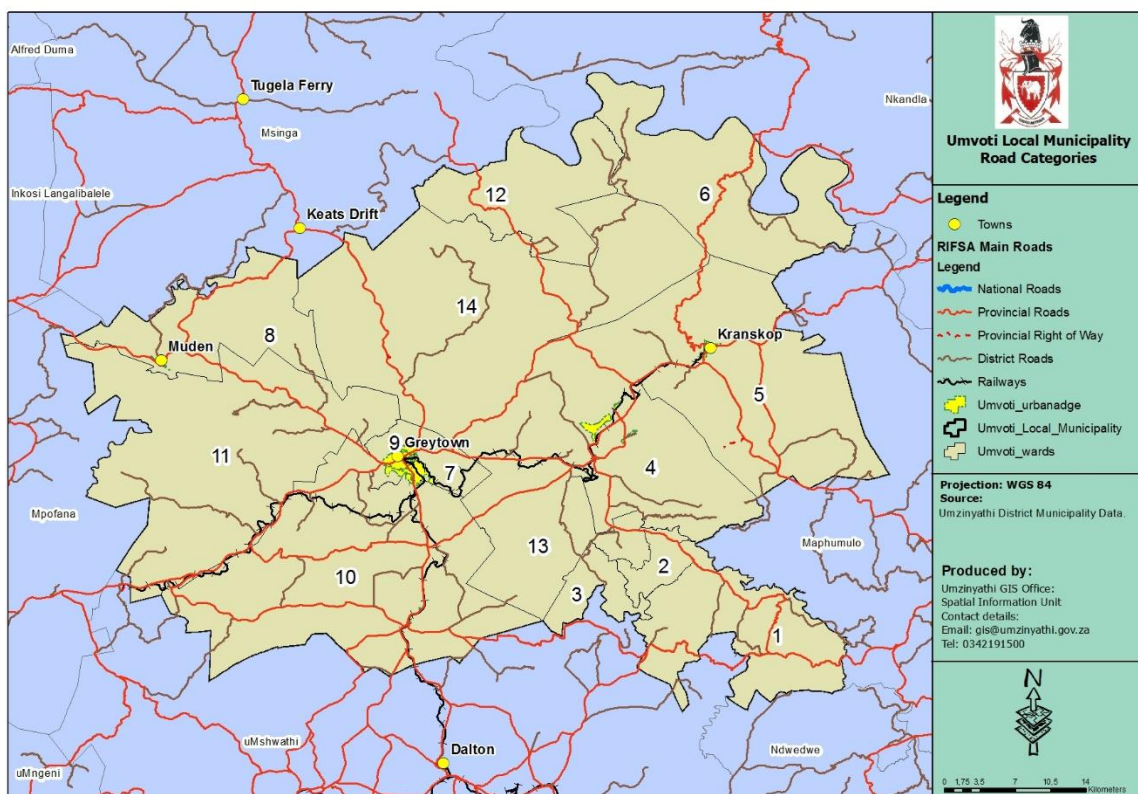 Alfred Duma
Tugela Ferry
Msinga
Nkandla
Inkosi Langalibalele
12
6
Keats Drift
14
8
Muden
Kranskop
5
11
9
Greytown
7
4
Mpofana
13
Maphumulo
10
2
3
1
uMshwathi
Dalton
Ndwedwe
uMngeni
Umvoti Local Municipality
Road Categories
Legend
Towns
RIFSA Main Roads
Legend
National Roads
Provincial Roads
Provincial Right of Way
District Roads
Railways
Umvoti_urbanadge
Umvoti_Local_Municipality
Umvoti_wards
Projection: WGS 84
Source:
Umzinyathi District Municipality Data.
Produced by:
Umzinyathi GIS Office:
Spatial Information Unit
Contact details:
Email: gis@umzinyathi.gov.za
Tel: 0342191500
N
0 1.75 3.5 7 10.5 14
Kilometers